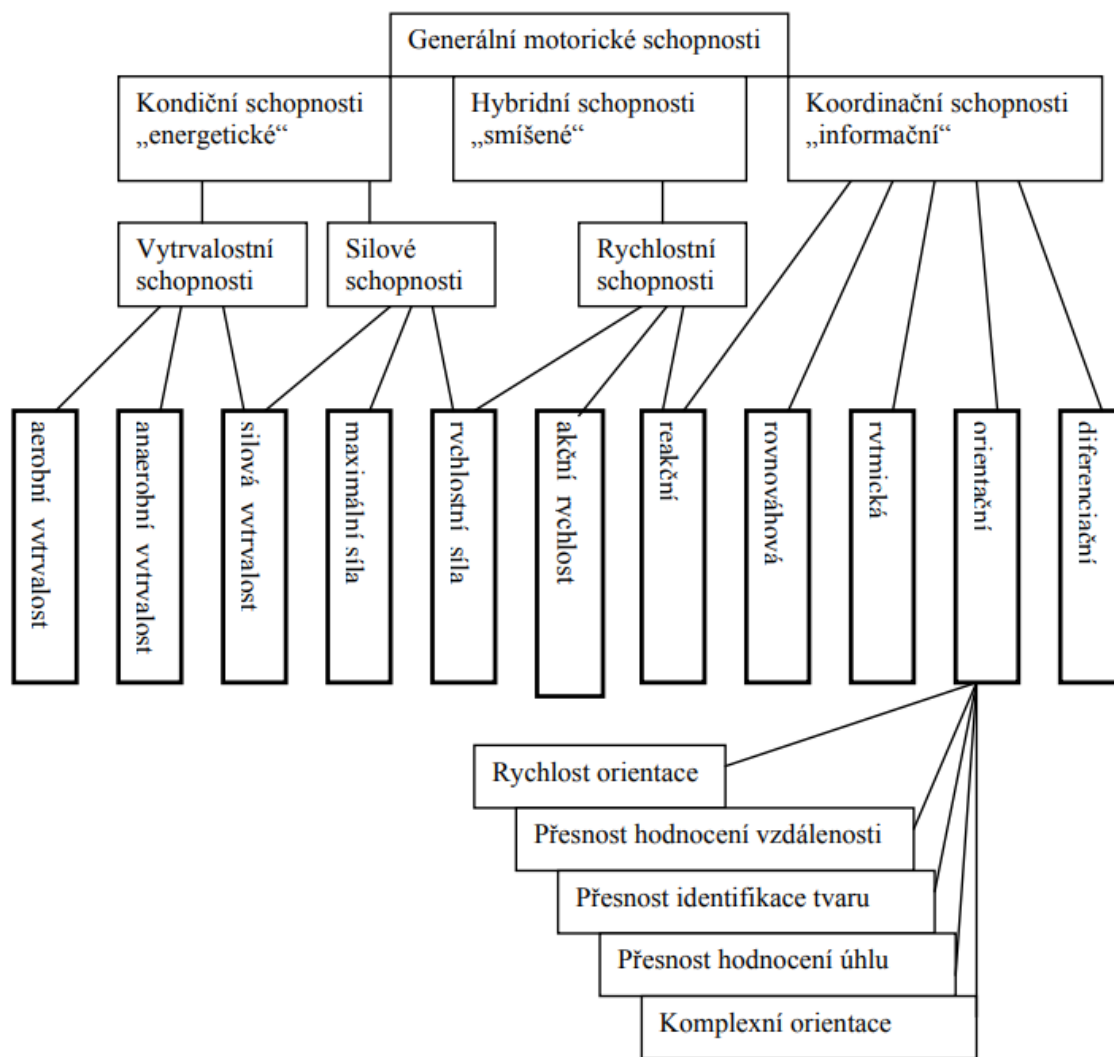 Generální motorické schopnosti
Kondiční schopnosti
„energetické“
Hybridní schopnosti
„smíšené“
Koordinační schopnosti
„informační“
Vytrvalostní
schopnosti
Silové
schopnosti
Rychlostní
schopnosti
aerobní vytrvalost
anaerobní vytrvalost
silová vytrvalost
maximální síla
rychlostní síla
akční rychlost
reakční
rovnováhová
rytmická
orientační
diferenciační
Rychlost orientace
Přesnost hodnocení vzdálenosti
Přesnost identifikace tvaru
Přesnost hodnocení úhlu
Komplexní orientace